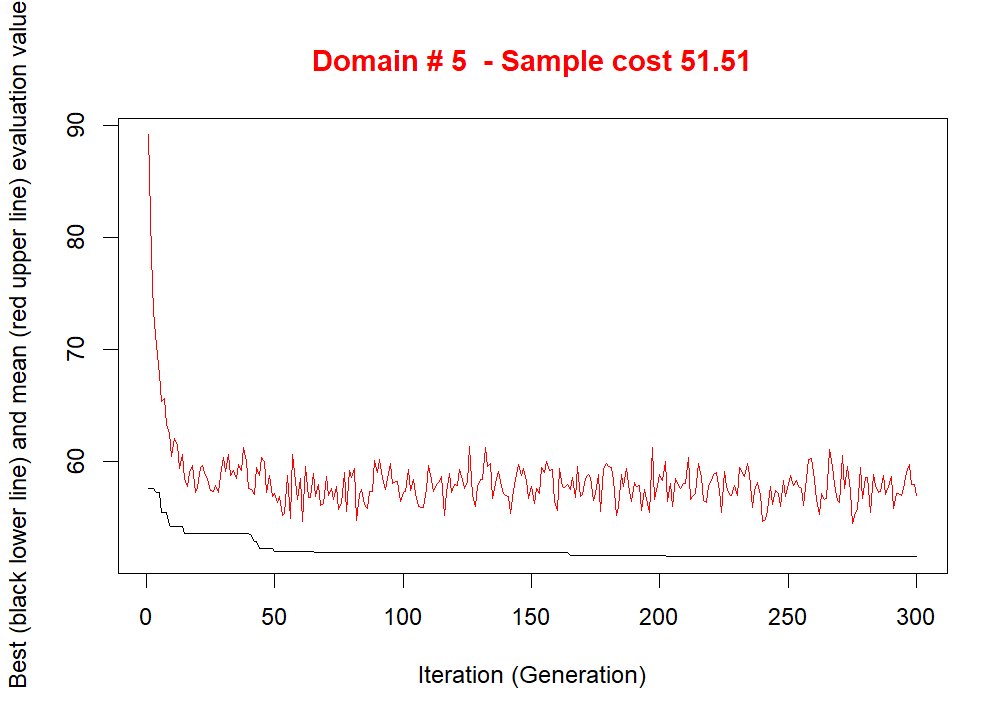 Domain # 5  - Sample cost 51.51
Best (black lower line) and mean (red upper line) evaluation value
90
80
70
60
0 50 100 150 200 250 300
Iteration (Generation)